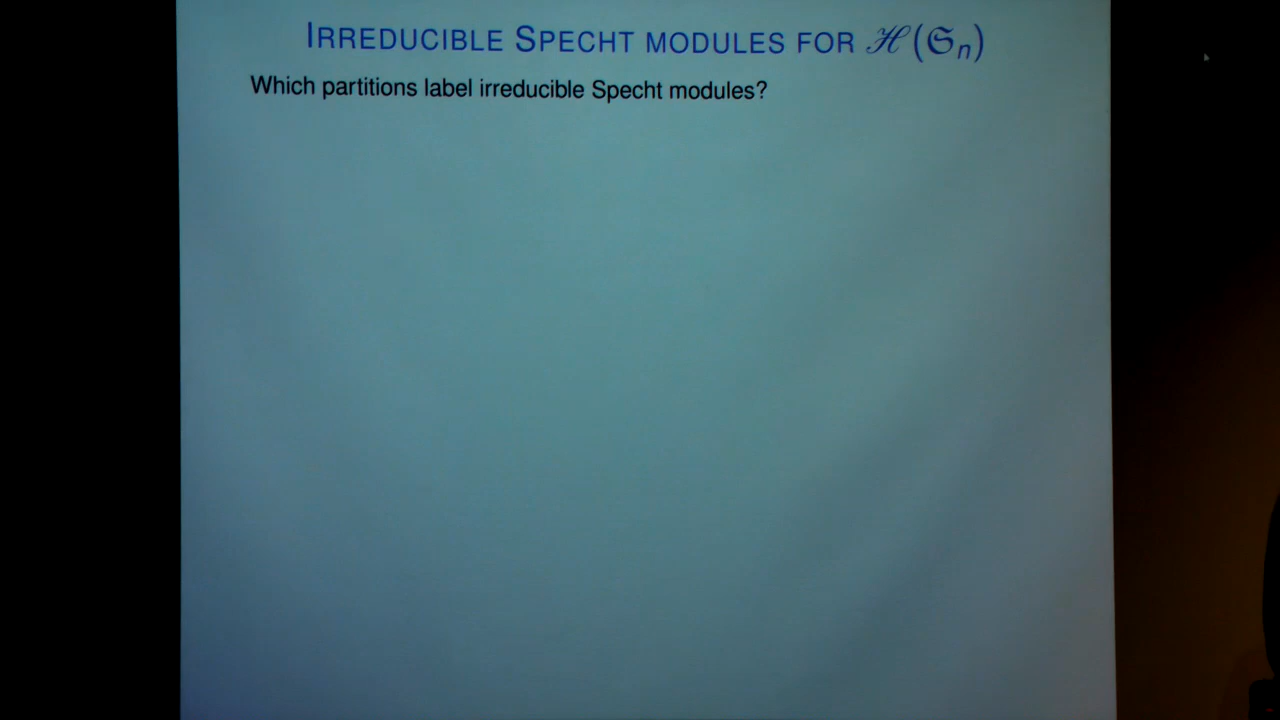 IRREDUCIBLE SPECHT MODULES FOR ℋ(𝔖ₙ)
Which partitions label irreducible Specht modules?